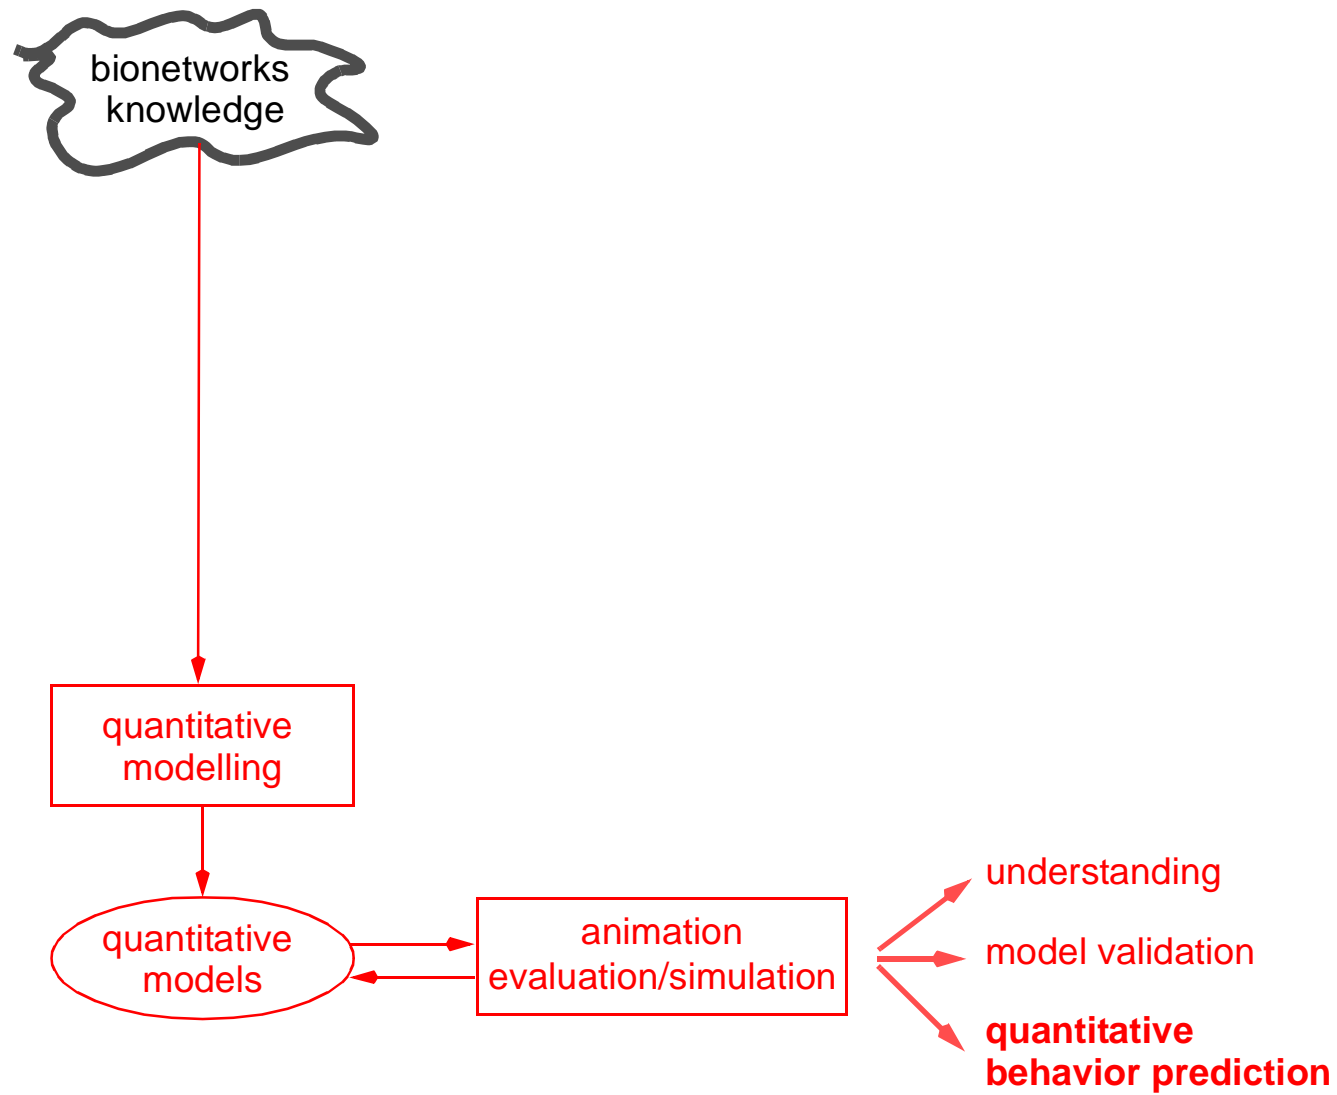 bionetworks
knowledge
quantitative
modelling
quantitative
models
animation
evaluation/simulation
understanding
model validation
quantitative
behavior prediction